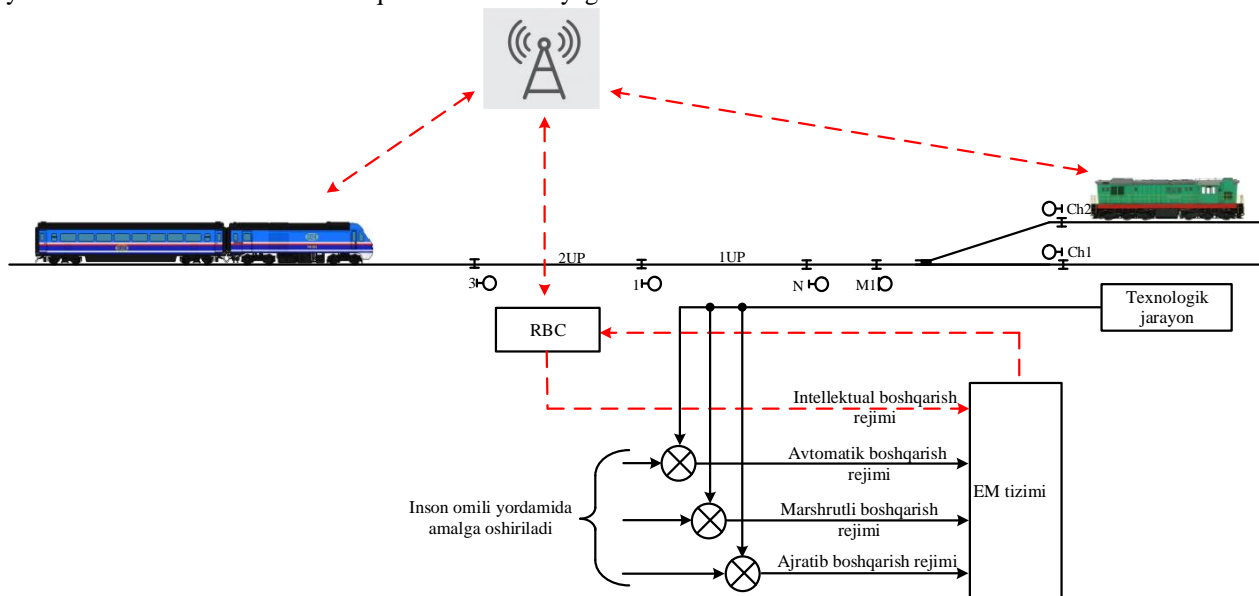 Ch2
2UP
1UP
Ch1
3
1
N
M1
RBC
Texnologik
jarayon
Intellektual boshqarish
rejimi
Avtomatik boshqarish
rejimi
EM tizimi
Inson omili yordamida
amalga oshiriladi
Marshrutli boshqarish
rejimi
Ajratib boshqarish rejimi